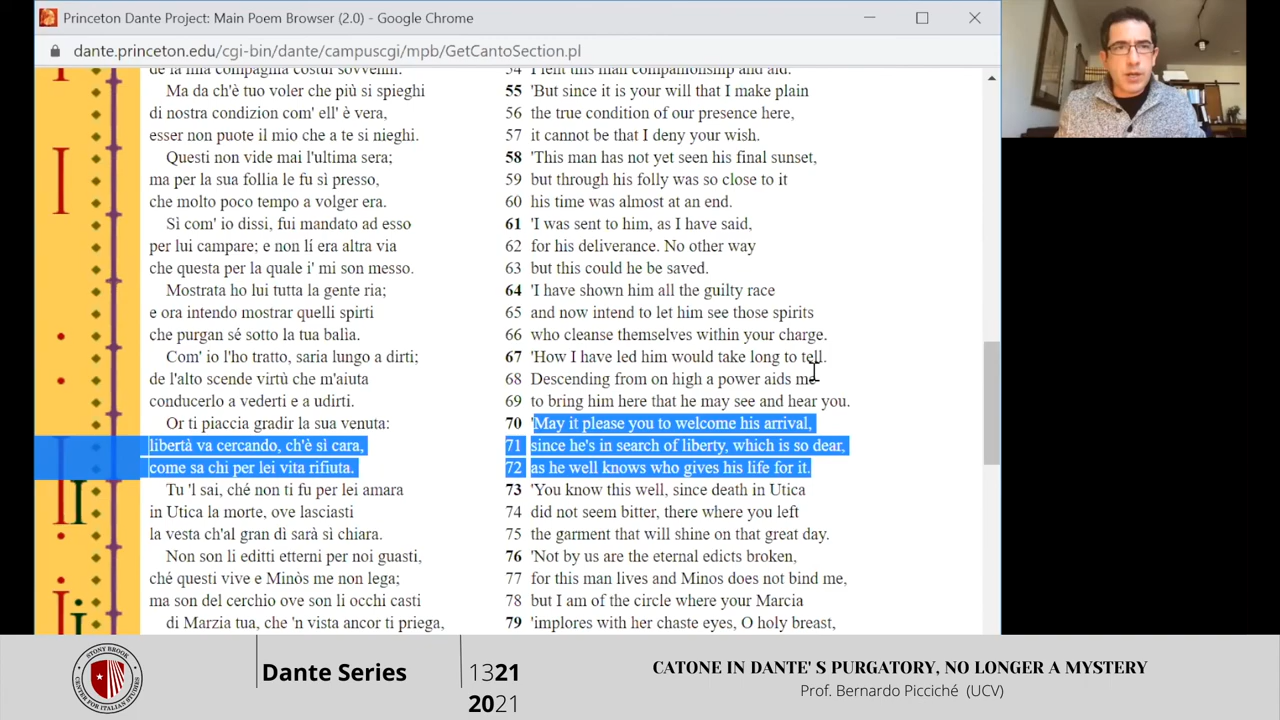 Princeton Dante Project: Main Poem Browser (2.0) - Google Chrome
dante.princeton.edu/cgi-bin/dante/campuscgi/mpb/GetCantoSection.pl
de la mia compagnia costui sovvenni. 54 I lent this man companionship and aid.
Ma da ch'è tuo voler che più si spieghi 55 'But since it is your will that I make plain
di nostra condizion com' ell' è vera, 56 the true condition of our presence here,
esser non puote il mio che a te si nieghi. 57 it cannot be that I deny your wish.
Questi non vide mai l'ultima sera; 58 'This man has not yet seen his final sunset,
ma per la sua follia le fu sì presso, 59 but through his folly was so close to it
che molto poco tempo a volger era. 60 his time was almost at an end.
Sì com' io dissi, fui mandato ad esso 61 'I was sent to him, as I have said,
per lui campare; e non lí era altra via 62 for his deliverance. No other way
che questa per la quale i' mi son messo. 63 but this could he be saved.
Mostrata ho lui tutta la gente ria; 64 'I have shown him all the guilty race
e ora intendo mostrar quelli spirti 65 and now intend to let him see those spirits
che purgan sé sotto la tua balìa. 66 who cleanse themselves within your charge.
Com' io l'ho tratto, saria lungo a dirti; 67 'How I have led him would take long to tell.
de l'alto scende virtù che m'aiuta 68 Descending from on high a power aids me
conducerlo a vederti e a udirti. 69 to bring him here that he may see and hear you.
Or ti piaccia gradir la sua venuta: 70 'May it please you to welcome his arrival,
libertà va cercando, ch'è sì cara, 71 since he's in search of liberty, which is so dear,
come sa chi per lei vita rifiuta. 72 as he well knows who gives his life for it.
Tu 'l sai, ché non ti fu per lei amara 73 'You know this well, since death in Utica
in Utica la morte, ove lasciasti 74 did not seem bitter, there where you left
la vesta ch'al gran dì sarà sì chiara. 75 the garment that will shine on that great day.
Non son li editti etterni per noi guasti, 76 'Not by us are the eternal edicts broken,
ché questi vive e Minòs me non lega; 77 for this man lives and Minos does not bind me,
ma son del cerchio ove son li occhi casti 78 but I am of the circle where your Marcia
di Marzia tua, che 'n vista ancor ti priega, 79 'implores with her chaste eyes, O holy breast,
STONY BROOK
CENTER FOR ITALIAN STUDIES
Dante Series
1321
2021
CATONE IN DANTE' S PURGATORY, NO LONGER A MYSTERY
Prof. Bernardo Picciché (UCV)